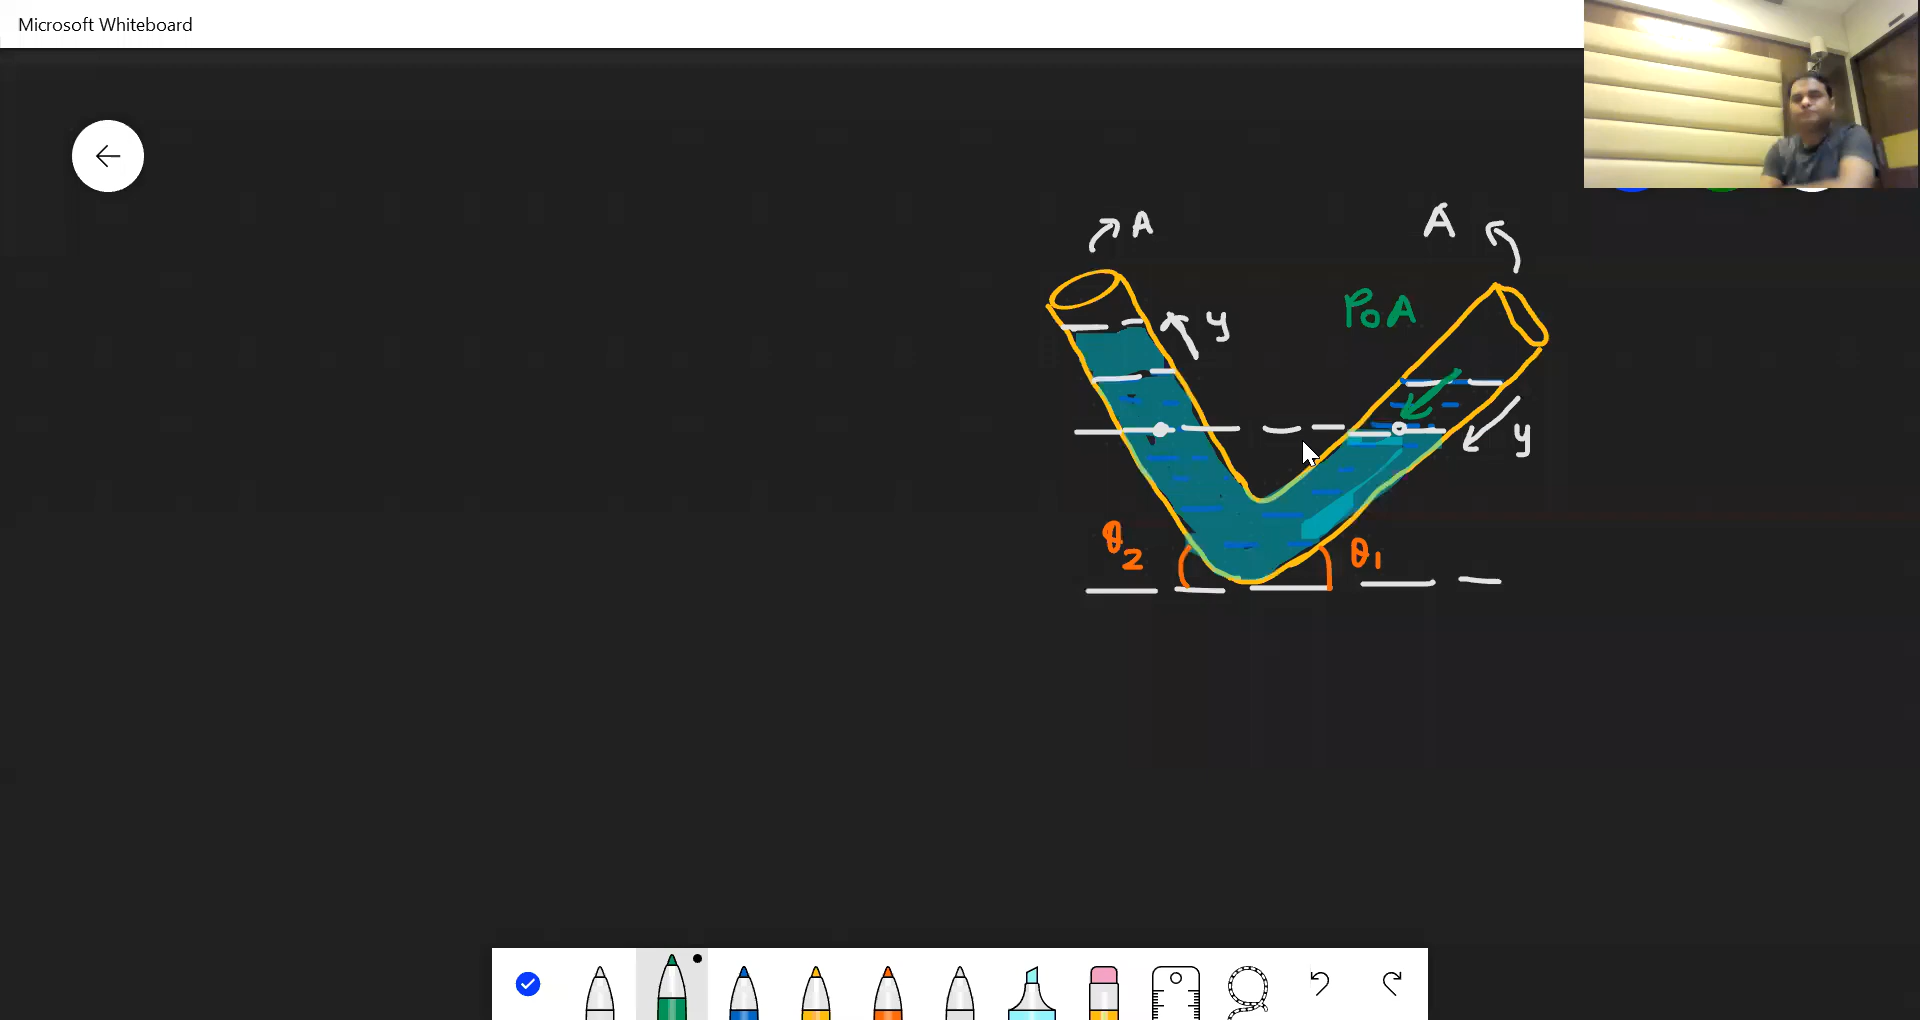 Microsoft Whiteboard
A
A
P₀A
y
y
θ₂
θ₁